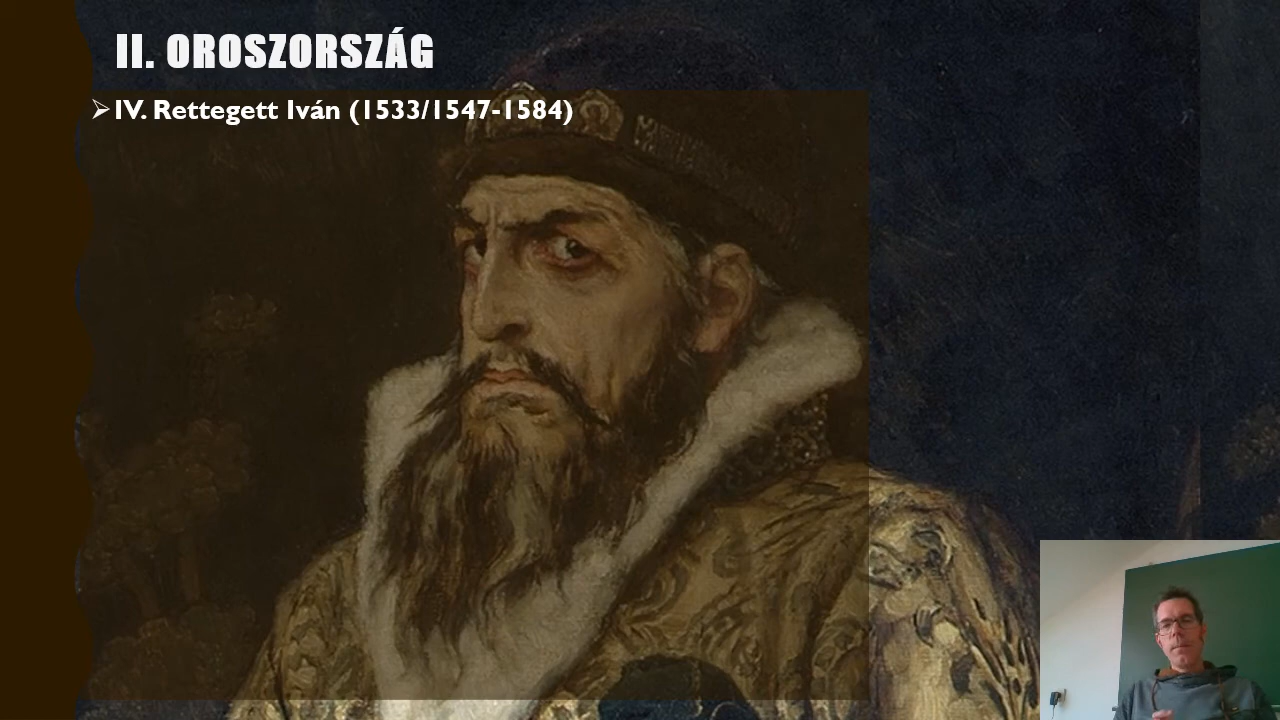 II. OROSZORSZÁG
➢IV. Rettegett Iván (1533/1547-1584)